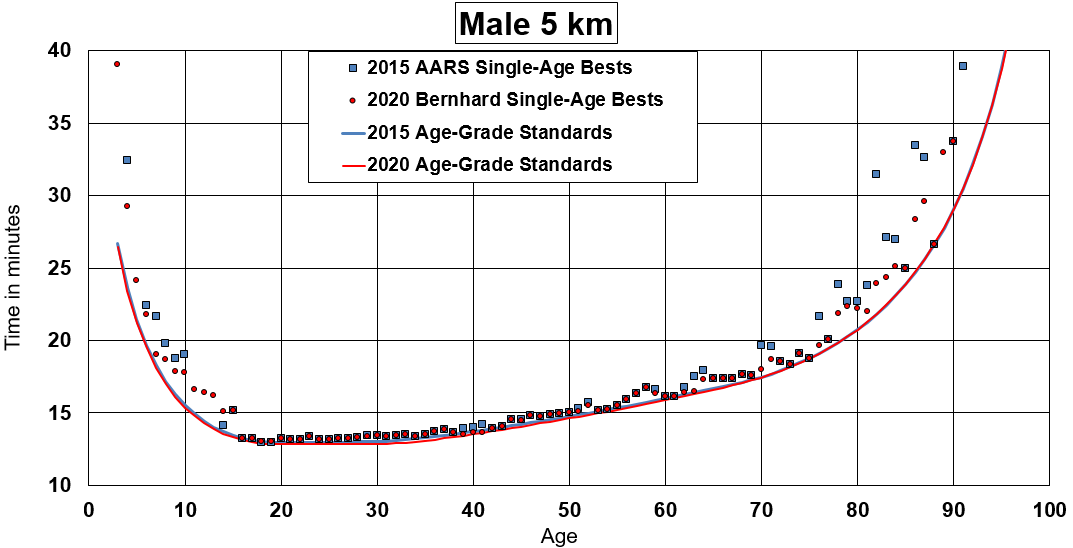 Male 5 km
2015 AARS Single-Age Bests
2020 Bernhard Single-Age Bests
2015 Age-Grade Standards
2020 Age-Grade Standards
Time in minutes
40
35
30
25
20
15
10
0 10 20 30 40 50 60 70 80 90 100
Age